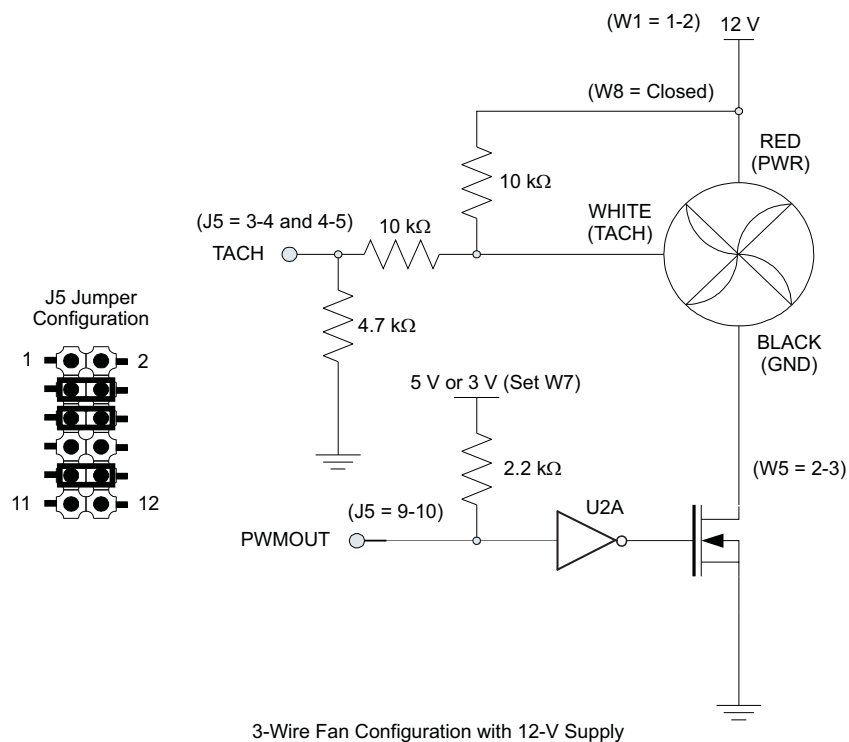 (W1 = 1-2)
12 V
(W8 = Closed)
RED
(PWR)
10 kΩ
WHITE
(TACH)
(J5 = 3-4 and 4-5)
10 kΩ
TACH
J5 Jumper
Configuration
4.7 kΩ
BLACK
(GND)
1
2
5 V or 3 V (Set W7)
2.2 kΩ
(W5 = 2-3)
11
12
(J5 = 9-10)
U2A
PWMOUT
3-Wire Fan Configuration with 12-V Supply